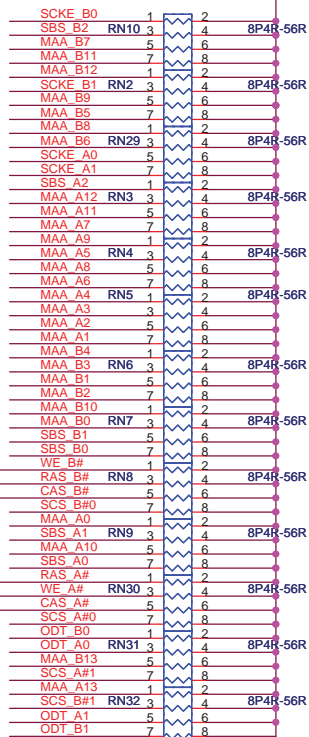 SCKE_B0 1 2
SBS_B2 RN10 3 4 8P4R-56R
MAA_B7 5 6
MAA_B11 7 8
MAA_B12 1 2
SCKE_B1 RN2 3 4 8P4R-56R
MAA_B9 5 6
MAA_B5 7 8
MAA_B8 1 2
MAA_B6 RN29 3 4 8P4R-56R
SCKE_A0 5 6
SCKE_A1 7 8
SBS_A2 1 2
MAA_A12 RN3 3 4 8P4R-56R
MAA_A11 5 6
MAA_A7 7 8
MAA_A9 1 2
MAA_A5 RN4 3 4 8P4R-56R
MAA_A8 5 6
MAA_A6 7 8
MAA_A4 RN5 1 2 8P4R-56R
MAA_A3 3 4
MAA_A2 5 6
MAA_A1 7 8
MAA_B4 1 2
MAA_B3 RN6 3 4 8P4R-56R
MAA_B1 5 6
MAA_B2 7 8
MAA_B10 1 2
MAA_B0 RN7 3 4 8P4R-56R
SBS_B1 5 6
SBS_B0 7 8
WE_B# 1 2
RAS_B# RN8 3 4 8P4R-56R
CAS_B# 5 6
SCS_B#0 7 8
MAA_A0 1 2
SBS_A1 RN9 3 4 8P4R-56R
MAA_A10 5 6
SBS_A0 7 8
RAS_A# 1 2
WE_A# RN30 3 4 8P4R-56R
CAS_A# 5 6
SCS_A#0 7 8
ODT_B0 1 2
ODT_A0 RN31 3 4 8P4R-56R
MAA_B13 5 6
SCS_A#1 7 8
MAA_A13 1 2
SCS_B#1 RN32 3 4 8P4R-56R
ODT_A1 5 6
ODT_B1 7 8